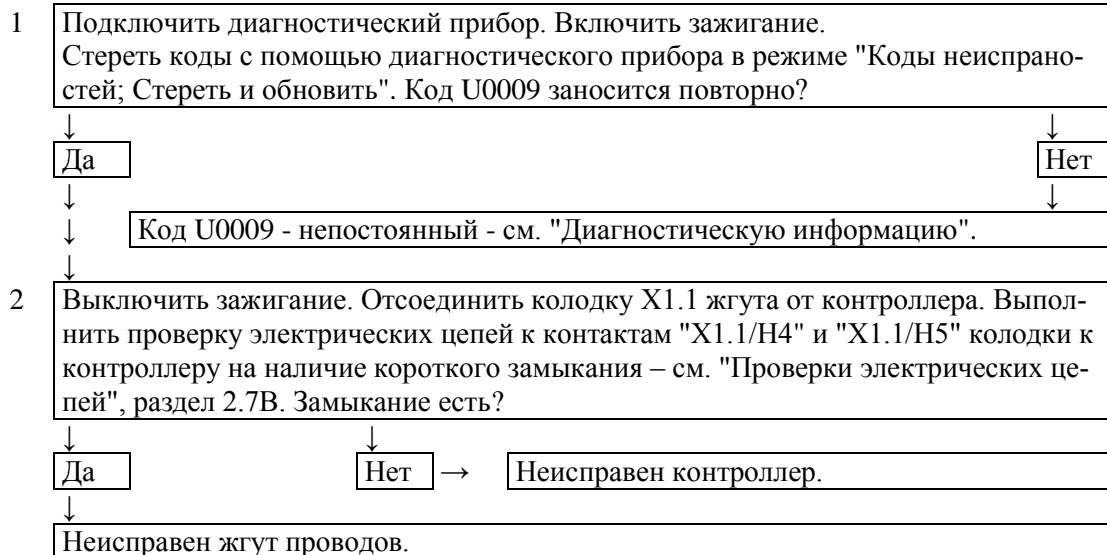 1 Подключить диагностический прибор. Включить зажигание.
Стереть коды с помощью диагностического прибора в режиме "Коды неисправно-
стей; Стереть и обновить". Код U0009 заносится повторно?
↓ ↓
Да Нет
↓ ↓
↓ Код U0009 - непостоянный - см. "Диагностическую информацию".
↓
2 Выключить зажигание. Отсоединить колодку X1.1 жгута от контроллера. Выпол-
нить проверку электрических цепей к контактам "X1.1/H4" и "X1.1/H5" колодки к
контроллеру на наличие короткого замыкания – см. "Проверки электрических це-
пей", раздел 2.7В. Замыкание есть?
↓ ↓
Да Нет → Неисправен контроллер.
↓
Неисправен жгут проводов.